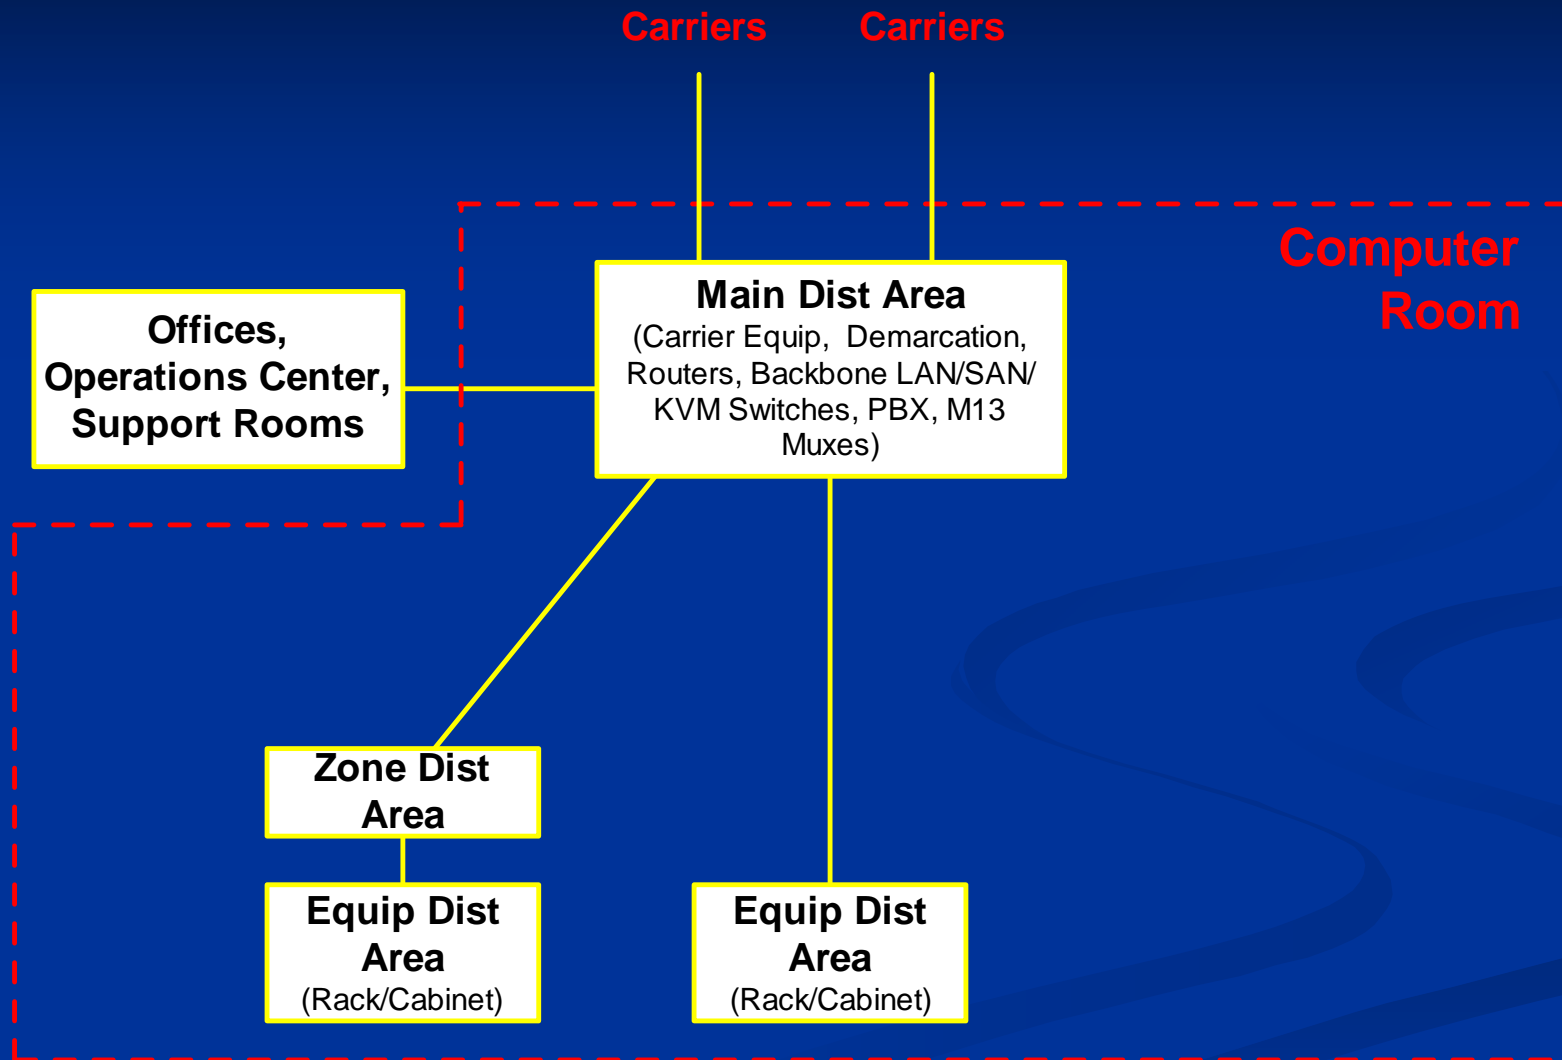 Carriers
Carriers
Computer
Room
Main Dist Area
(Carrier Equip, Demarcation,
Routers, Backbone LAN/SAN/
KVM Switches, PBX, M13
Muxes)
Offices,
Operations Center,
Support Rooms
Zone Dist
Area
Equip Dist
Area
(Rack/Cabinet)
Equip Dist
Area
(Rack/Cabinet)